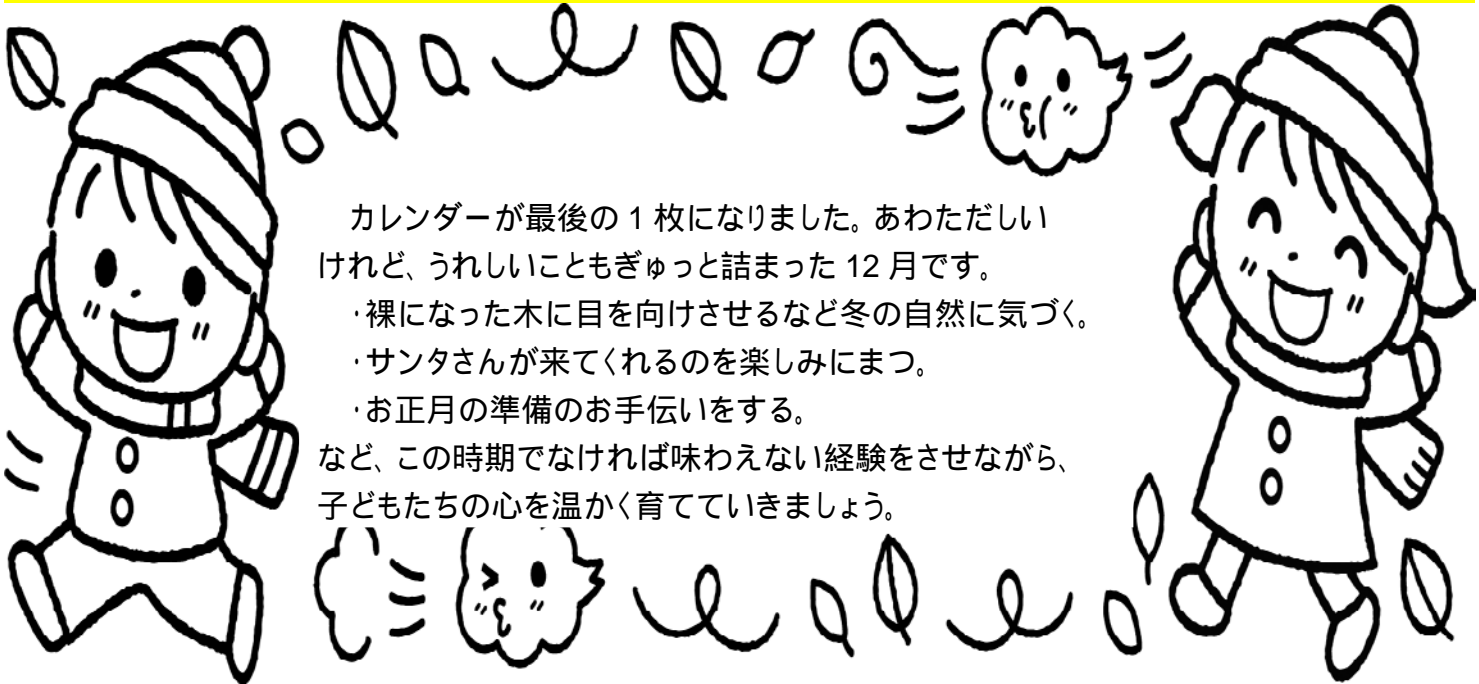 カレンダーが最後の 1 枚になりました。あわただしい
けれど、うれしいこともぎゅっと詰まった 12 月です。
・裸になった木に目を向けさせるなど冬の自然に気づく。
・サンタさんが来てくれるのを楽しみにまつ。
・お正月の準備のお手伝いをする。
など、この時期でなければ味わえない経験をさせながら、
子どもたちの心を温かく育てていきましょう。